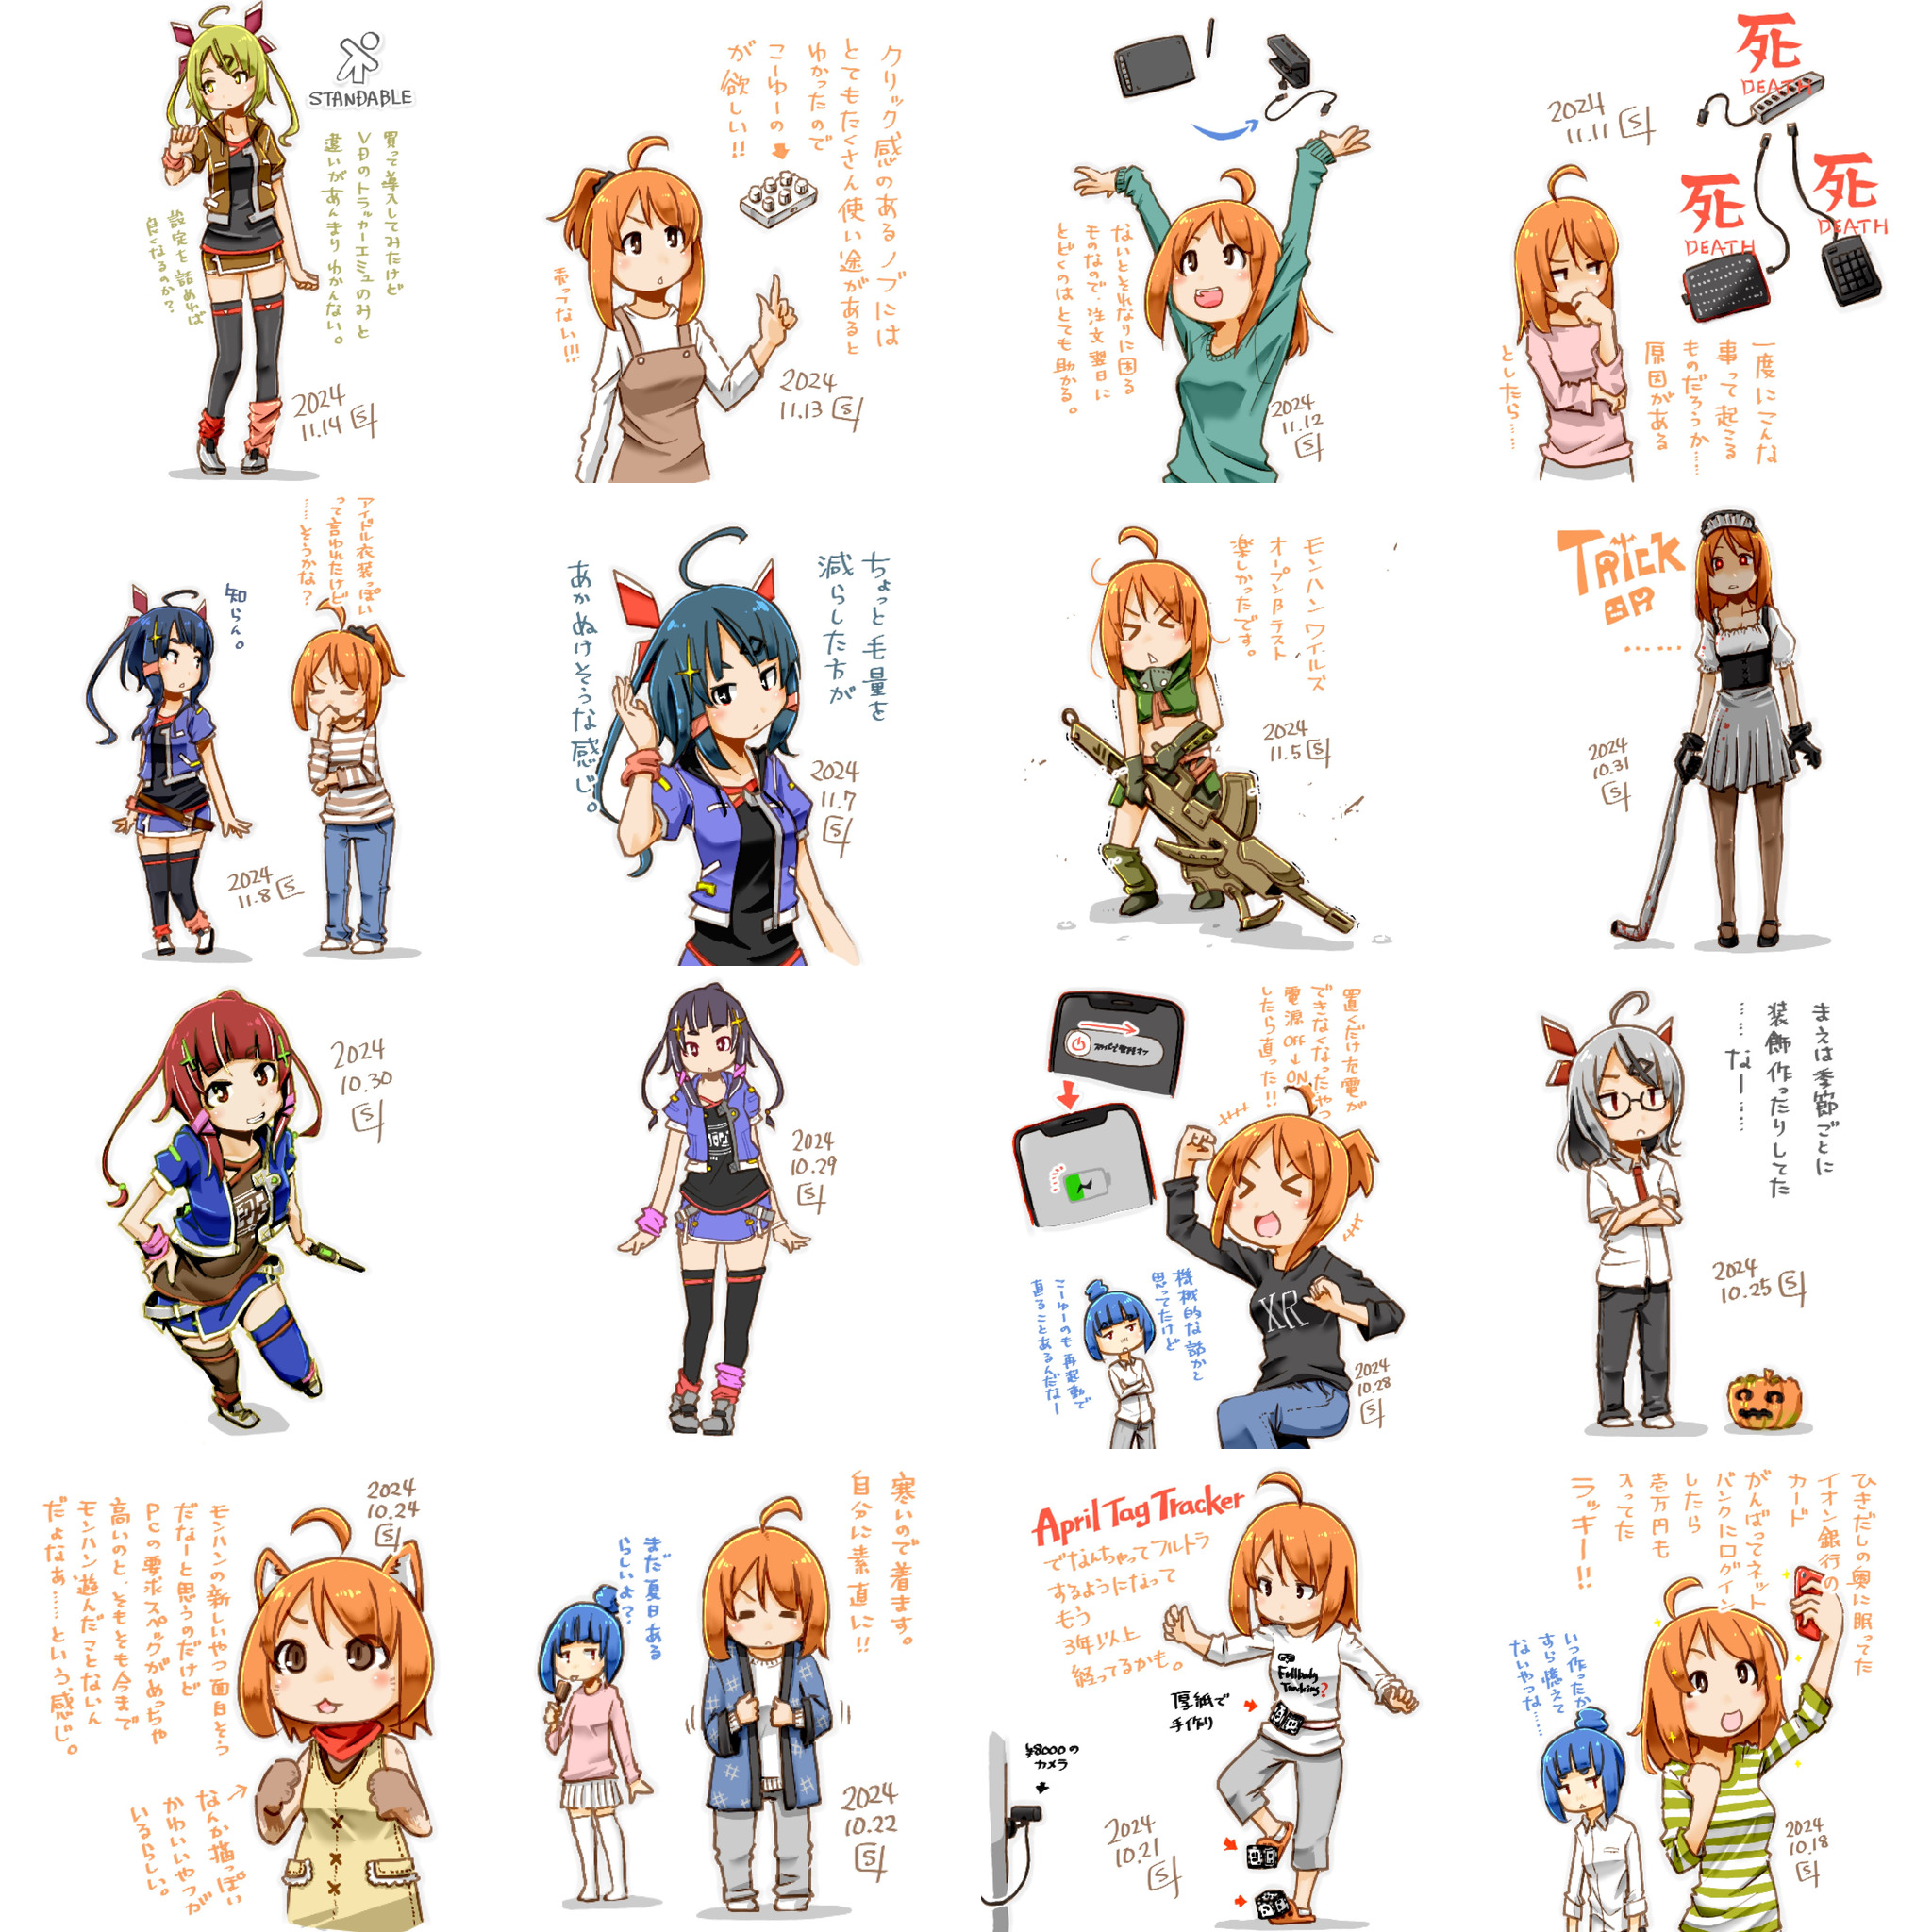 STANDABLE
買って導入してみたけど
VDのトラッカーエミュのみと
違いがあんまりわかんない。
設定を詰めれば
良くなるのか?
2024
11.14
クリック感のあるノブには
とてもたくさん使い途があると
わかったので
こーゆーの
が欲しい!!
売ってない!!!
2024
11.13
ないとそれなりに困る
ものなので、注文翌日に
とどくのはとても助かる。
2024
11.12
2024
11.11
死
DEATH
死
DEATH
死
DEATH
一度にこんな
事って起こる
ものだろうか……
原因がある
としたら……
アイドル衣装っぽい
って言われたけど
……そうかな?
知らん。
2024
11.8
ちょっと毛量を
減らした方が
あかぬけそうな感じ。
2024
11.7
モンハンワイルズ
オープンβテスト
楽しかったです。
2024
11.5
TRICK
OR
……
2024
10.31
2024
10.30
2024
10.29
置くだけ充電が
できなくなったやつ
電源OFF→ON
したら直った!!
機械的な話かと
思ってたけど
こーゆーのも再起動で
直ることあるんだなー
XR
2024
10.28
まえは季節ごとに
装飾作ったりしてた
……なー……
2024
10.25
2024
10.24
モンハンの新しいやつ面白そう
だなーと思うのだけど
PCの要求スペックがめっちゃ
高いのと、そもそも今まで
モンハン遊んだことないん
だよなぁ……という感じ。
なんか猫っぽい
かわいいやつが
いるらしい。
寒いので着ます。
自分に素直に!!
まだ夏日ある
らしいよ?
2024
10.22
April Tag Tracker
でなんちゃってフルトラ
するようになって
もう
3年以上
経ってるかも。
Fullbody
Tracking?
厚紙で
手作り
¥8000の
カメラ
2024
10.21
ひきだしの奥に眠ってた
イオン銀行の
カード
がんばってネット
バンクにログイン
したら
壱万円も
入ってた
ラッキー!!
いつ作ったか
すら憶えて
ないやつな……
2024
10.18